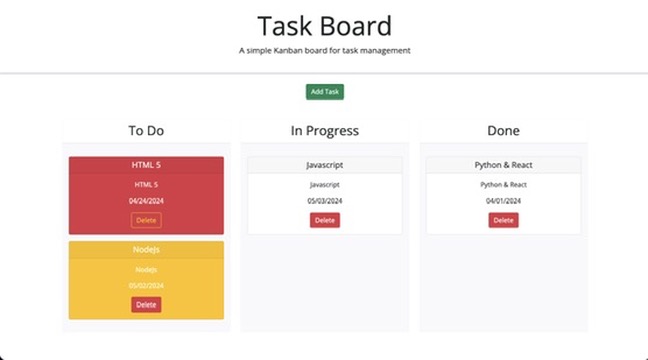 Task Board
A simple Kanban board for task management
Add Task
To Do
HTML 5
HTML 5
04/24/2024
Delete
NodeJs
NodeJs
05/02/2024
Delete
In Progress
Javascript
Javascript
05/03/2024
Delete
Done
Python & React
Python & React
04/01/2024
Delete